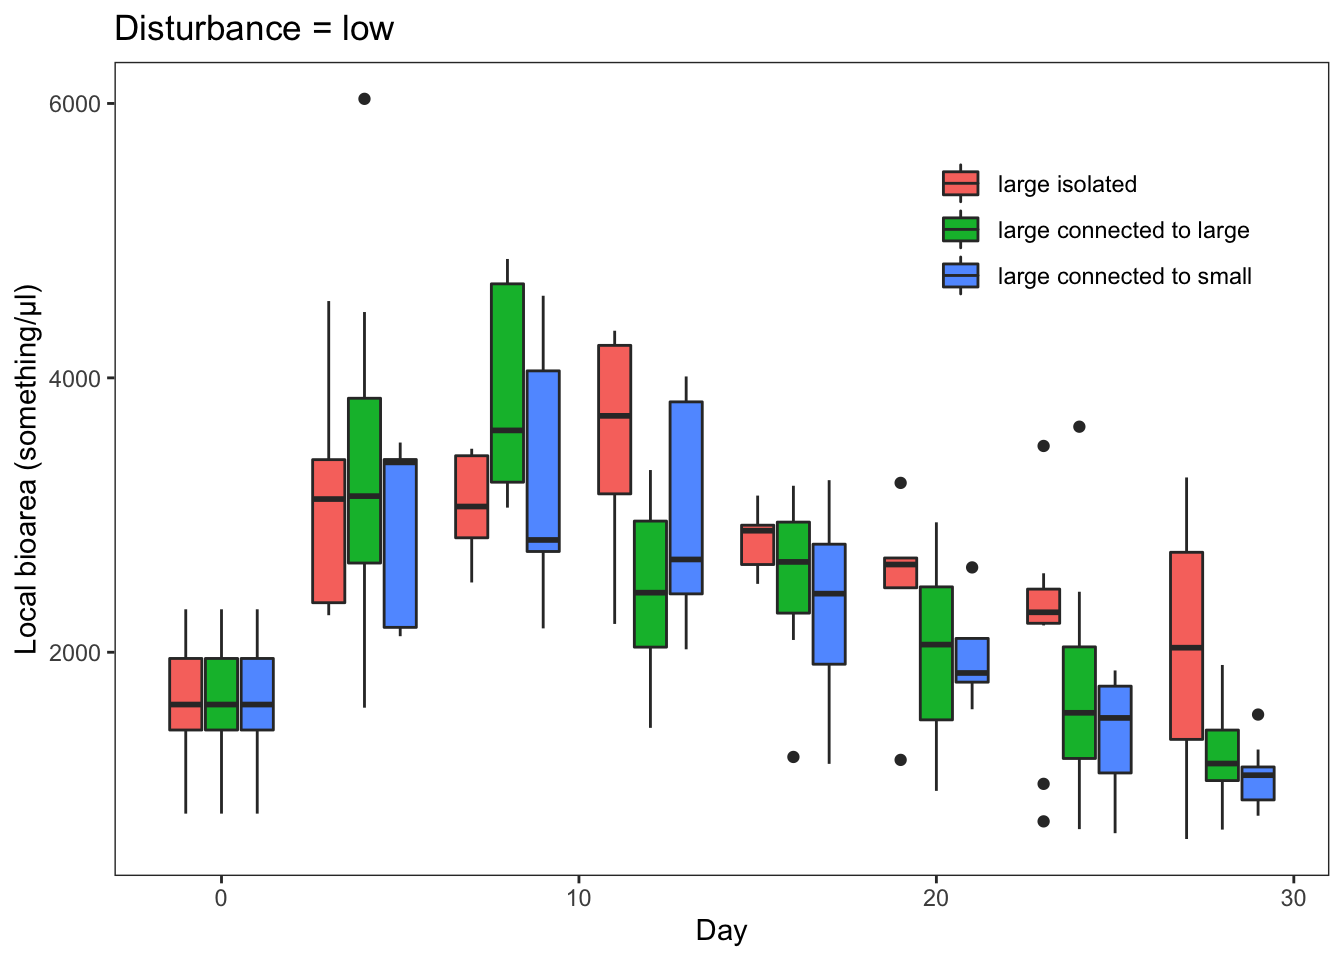 Disturbance = low
6000
4000
2000
Local bioarea (something/μl)
large isolated
large connected to large
large connected to small
0
10
20
30
Day